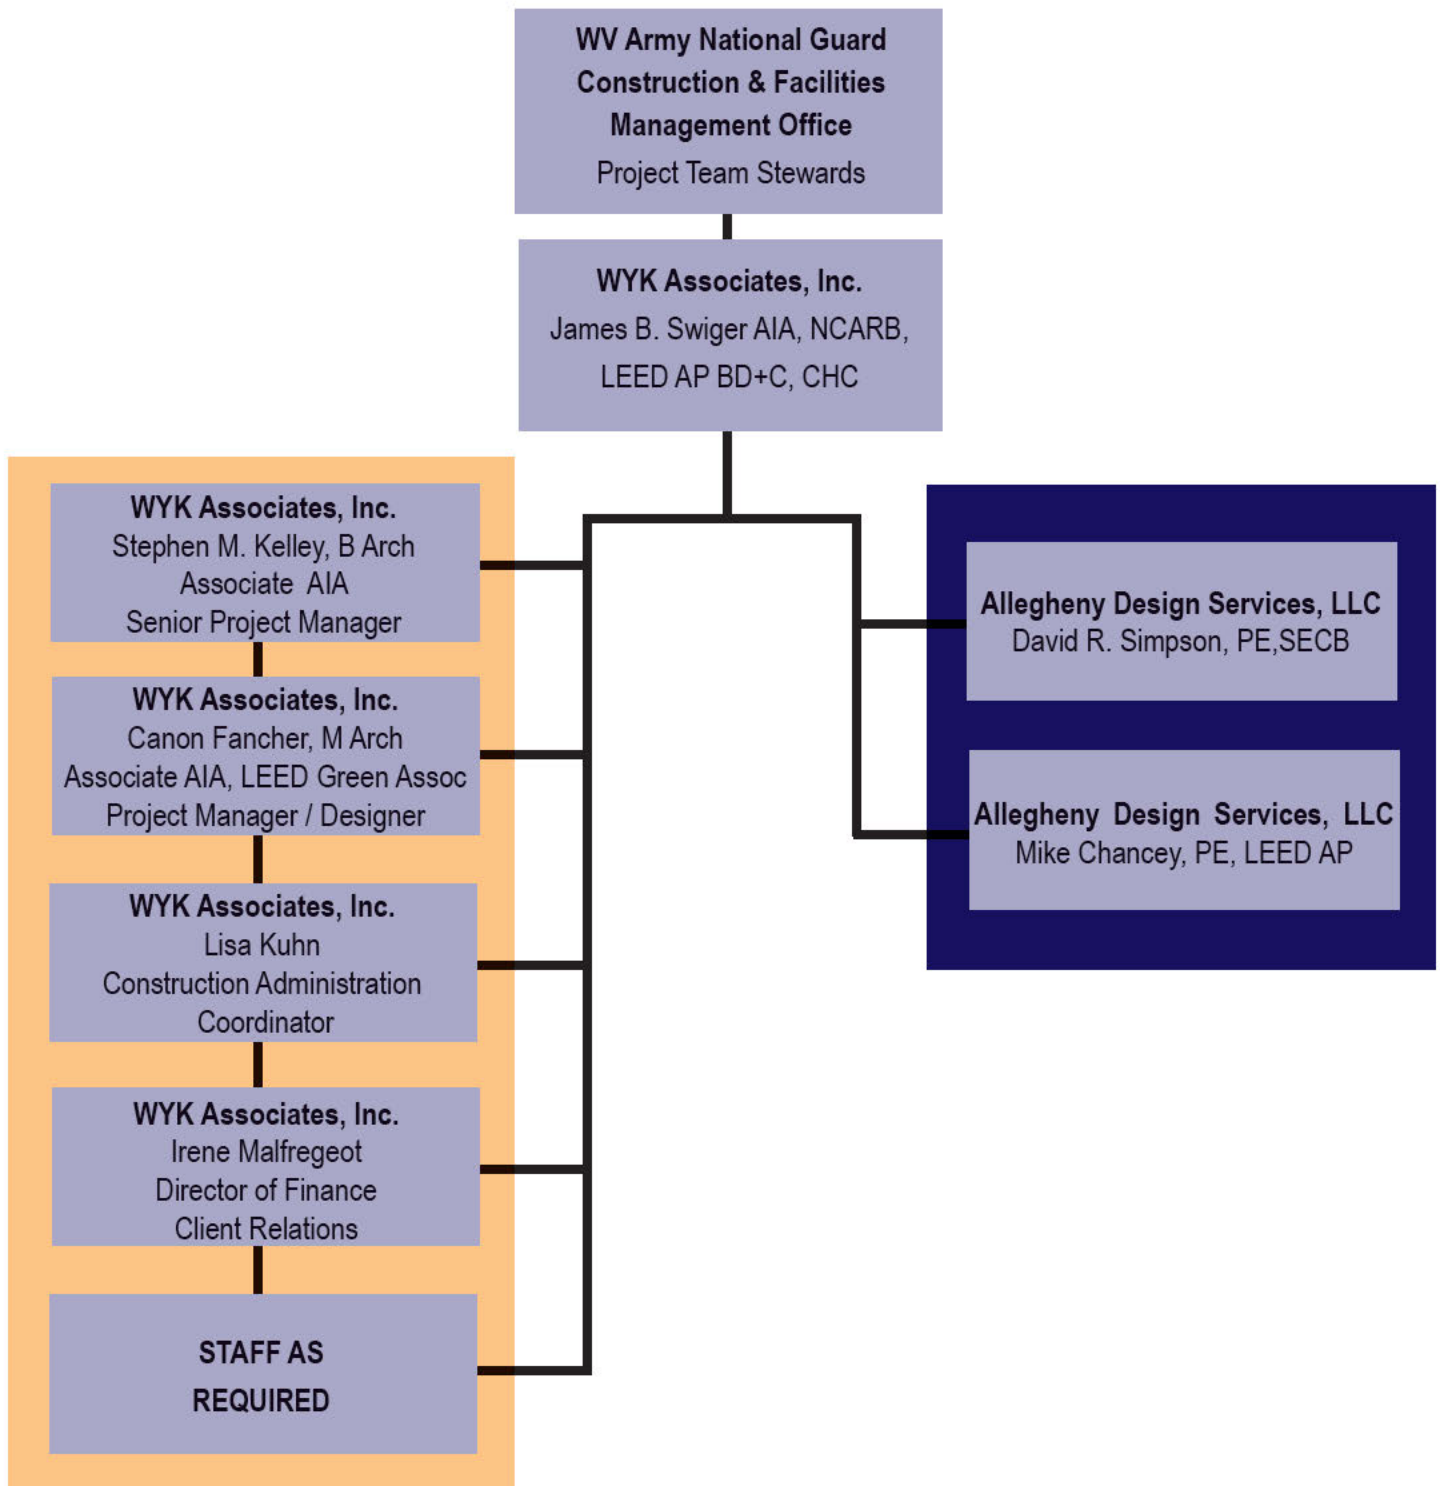 WV Army National Guard
Construction & Facilities
Management Office
Project Team Stewards
WYK Associates, Inc.
James B. Swiger AIA, NCARB,
LEED AP BD+C, CHC
WYK Associates, Inc.
Stephen M. Kelley, B Arch
Associate AIA
Senior Project Manager
WYK Associates, Inc.
Canon Fancher, M Arch
Associate AIA, LEED Green Assoc
Project Manager / Designer
WYK Associates, Inc.
Lisa Kuhn
Construction Administration
Coordinator
WYK Associates, Inc.
Irene Malfregeot
Director of Finance
Client Relations
STAFF AS
REQUIRED
Allegheny Design Services, LLC
David R. Simpson, PE,SECB
Allegheny Design Services, LLC
Mike Chancey, PE, LEED AP